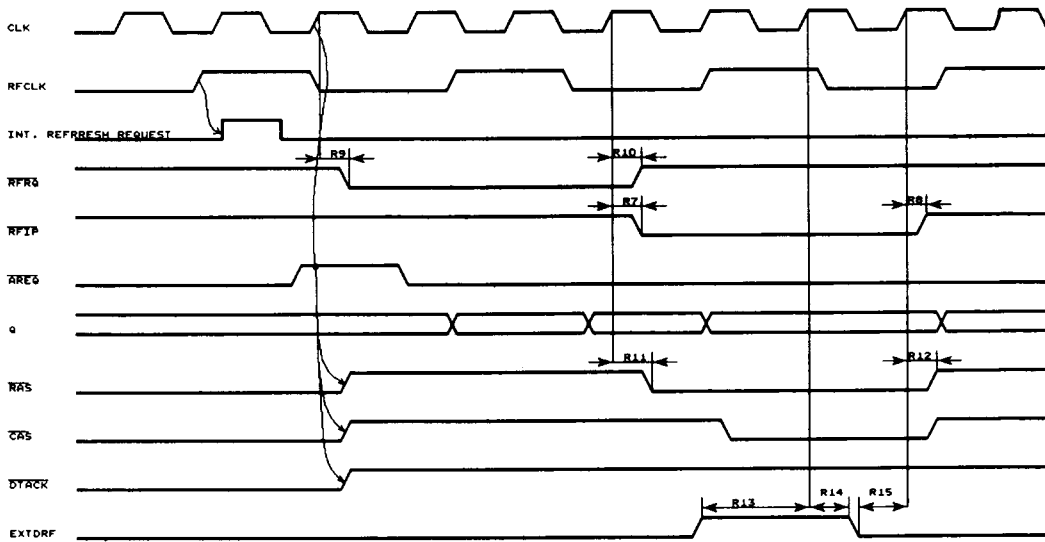 CLK
RFCLK
INT. REFRRESH REQUEST
R9 R10
RFRQ
R7 R8
RFIP
AREQ
Q
R11 R12
RAS
CAS
DTACK
R13 R14 R15
EXTDRF